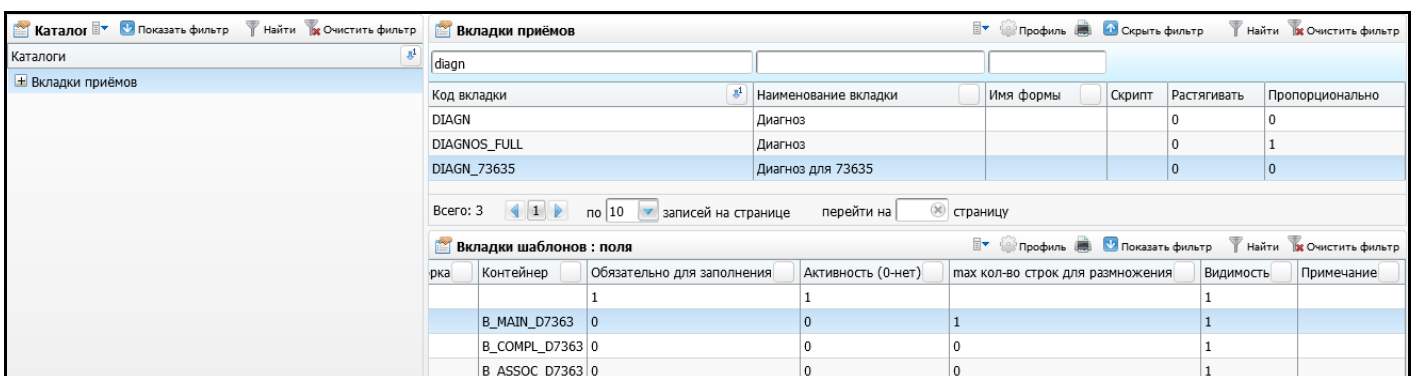 Каталог Показать фильтр Найти Очистить фильтр
Каталоги 1
Вкладки приёмов
Вкладки приёмов Профиль Скрыть фильтр Найти Очистить фильтр
diagn
Код вкладки 1 Наименование вкладки Имя формы Скрипт Растягивать Пропорционально
DIAGN Диагноз 0 0
DIAGNOS_FULL Диагноз 0 1
DIAGN_73635 Диагноз для 73635 0 0
Всего: 3 1 по 10 записей на странице перейти на страницу
Вкладки шаблонов : поля Профиль Показать фильтр Найти Очистить фильтр
рка Контейнер Обязательно для заполнения Активность (0-нет) max кол-во строк для размножения Видимость Примечание
1 1 1
B_MAIN_D7363 0 0 1 1
B_COMPL_D7363 0 0 0 1
B_ASSOC_D7363 0 0 0 1